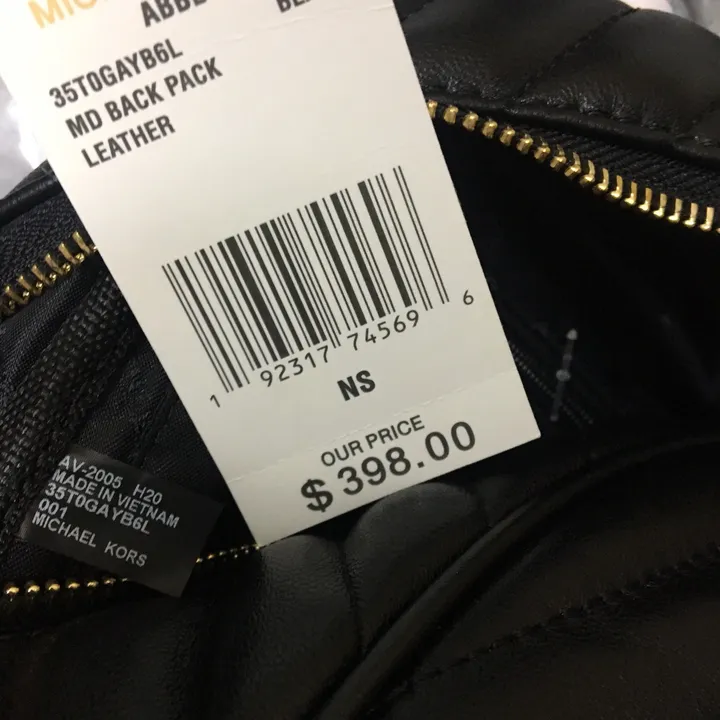 35T0GAYB6L
MD BACK PACK
LEATHER
1 92317 74569 6
NS
OUR PRICE
$398.00
AV-2005 H20
MADE IN VIETNAM
35T0GAYB6L
001
MICHAEL KORS